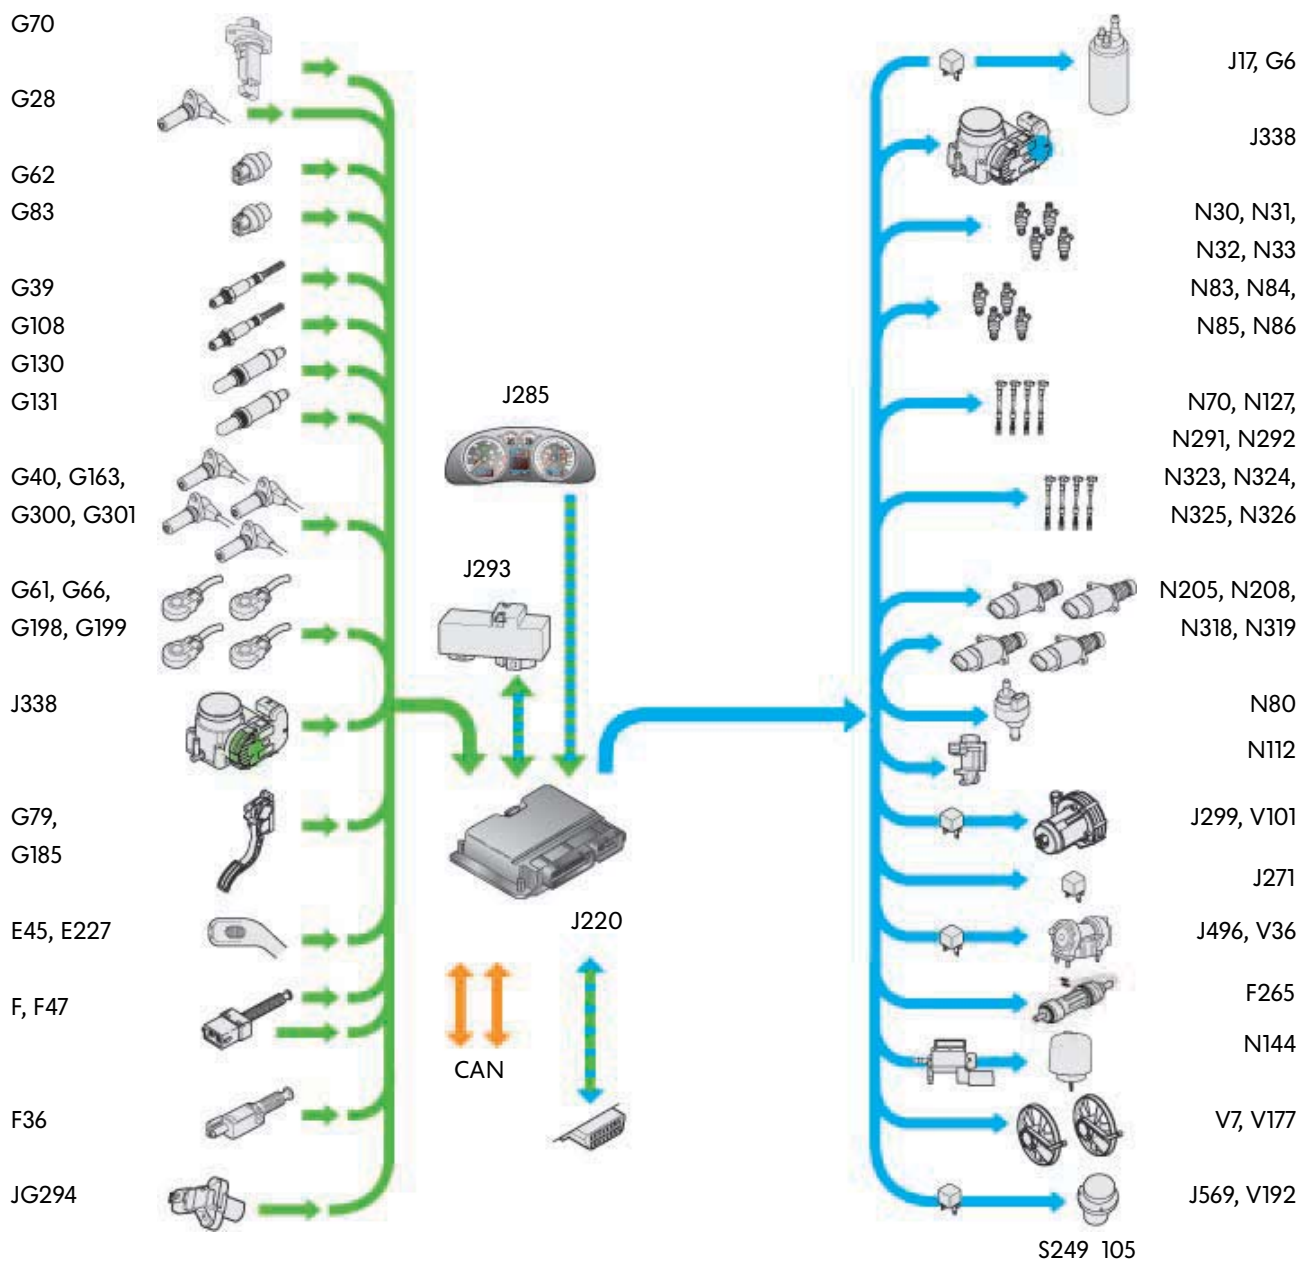 G70
G28
G62
G83
G39
G108
G130
G131
G40, G163,
G300, G301
G61, G66,
G198, G199
J338
G79,
G185
E45, E227
F, F47
F36
JG294
J285
J293
J220
CAN
J17, G6
J338
N30, N31,
N32, N33
N83, N84,
N85, N86
N70, N127,
N291, N292
N323, N324,
N325, N326
N205, N208,
N318, N319
N80
N112
J299, V101
J271
J496, V36
F265
N144
V7, V177
J569, V192
S249_105